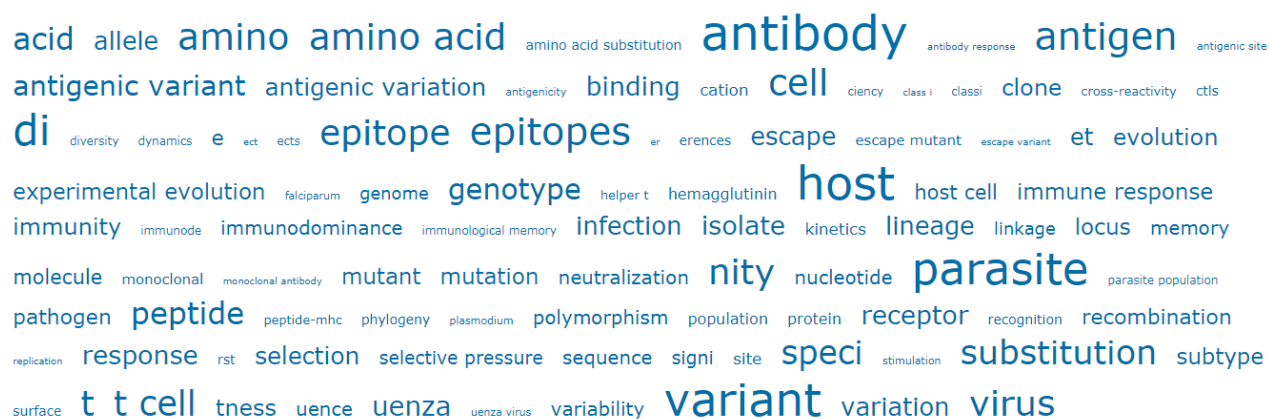 acid allele amino amino acid amino acid substitution antibody antibody response antigen antigenic site
antigenic variant antigenic variation antigenicity binding cation cell ciency class i classi clone cross-reactivity ctls
di diversity dynamics e ect ects epitope epitopes er erences escape escape mutant escape variant et evolution
experimental evolution falciparum genome genotype helper t hemagglutinin host host cell immune response
immunity immunode immunodominance immunological memory infection isolate kinetics lineage linkage locus memory
molecule monoclonal monoclonal antibody mutant mutation neutralization nity nucleotide parasite parasite population
pathogen peptide peptide-mhc phylogeny plasmodium polymorphism population protein receptor recognition recombination
replication response rst selection selective pressure sequence signi site speci stimulation substitution subtype
surface t t cell tness uence uenza uenza virus variability variant variation virus